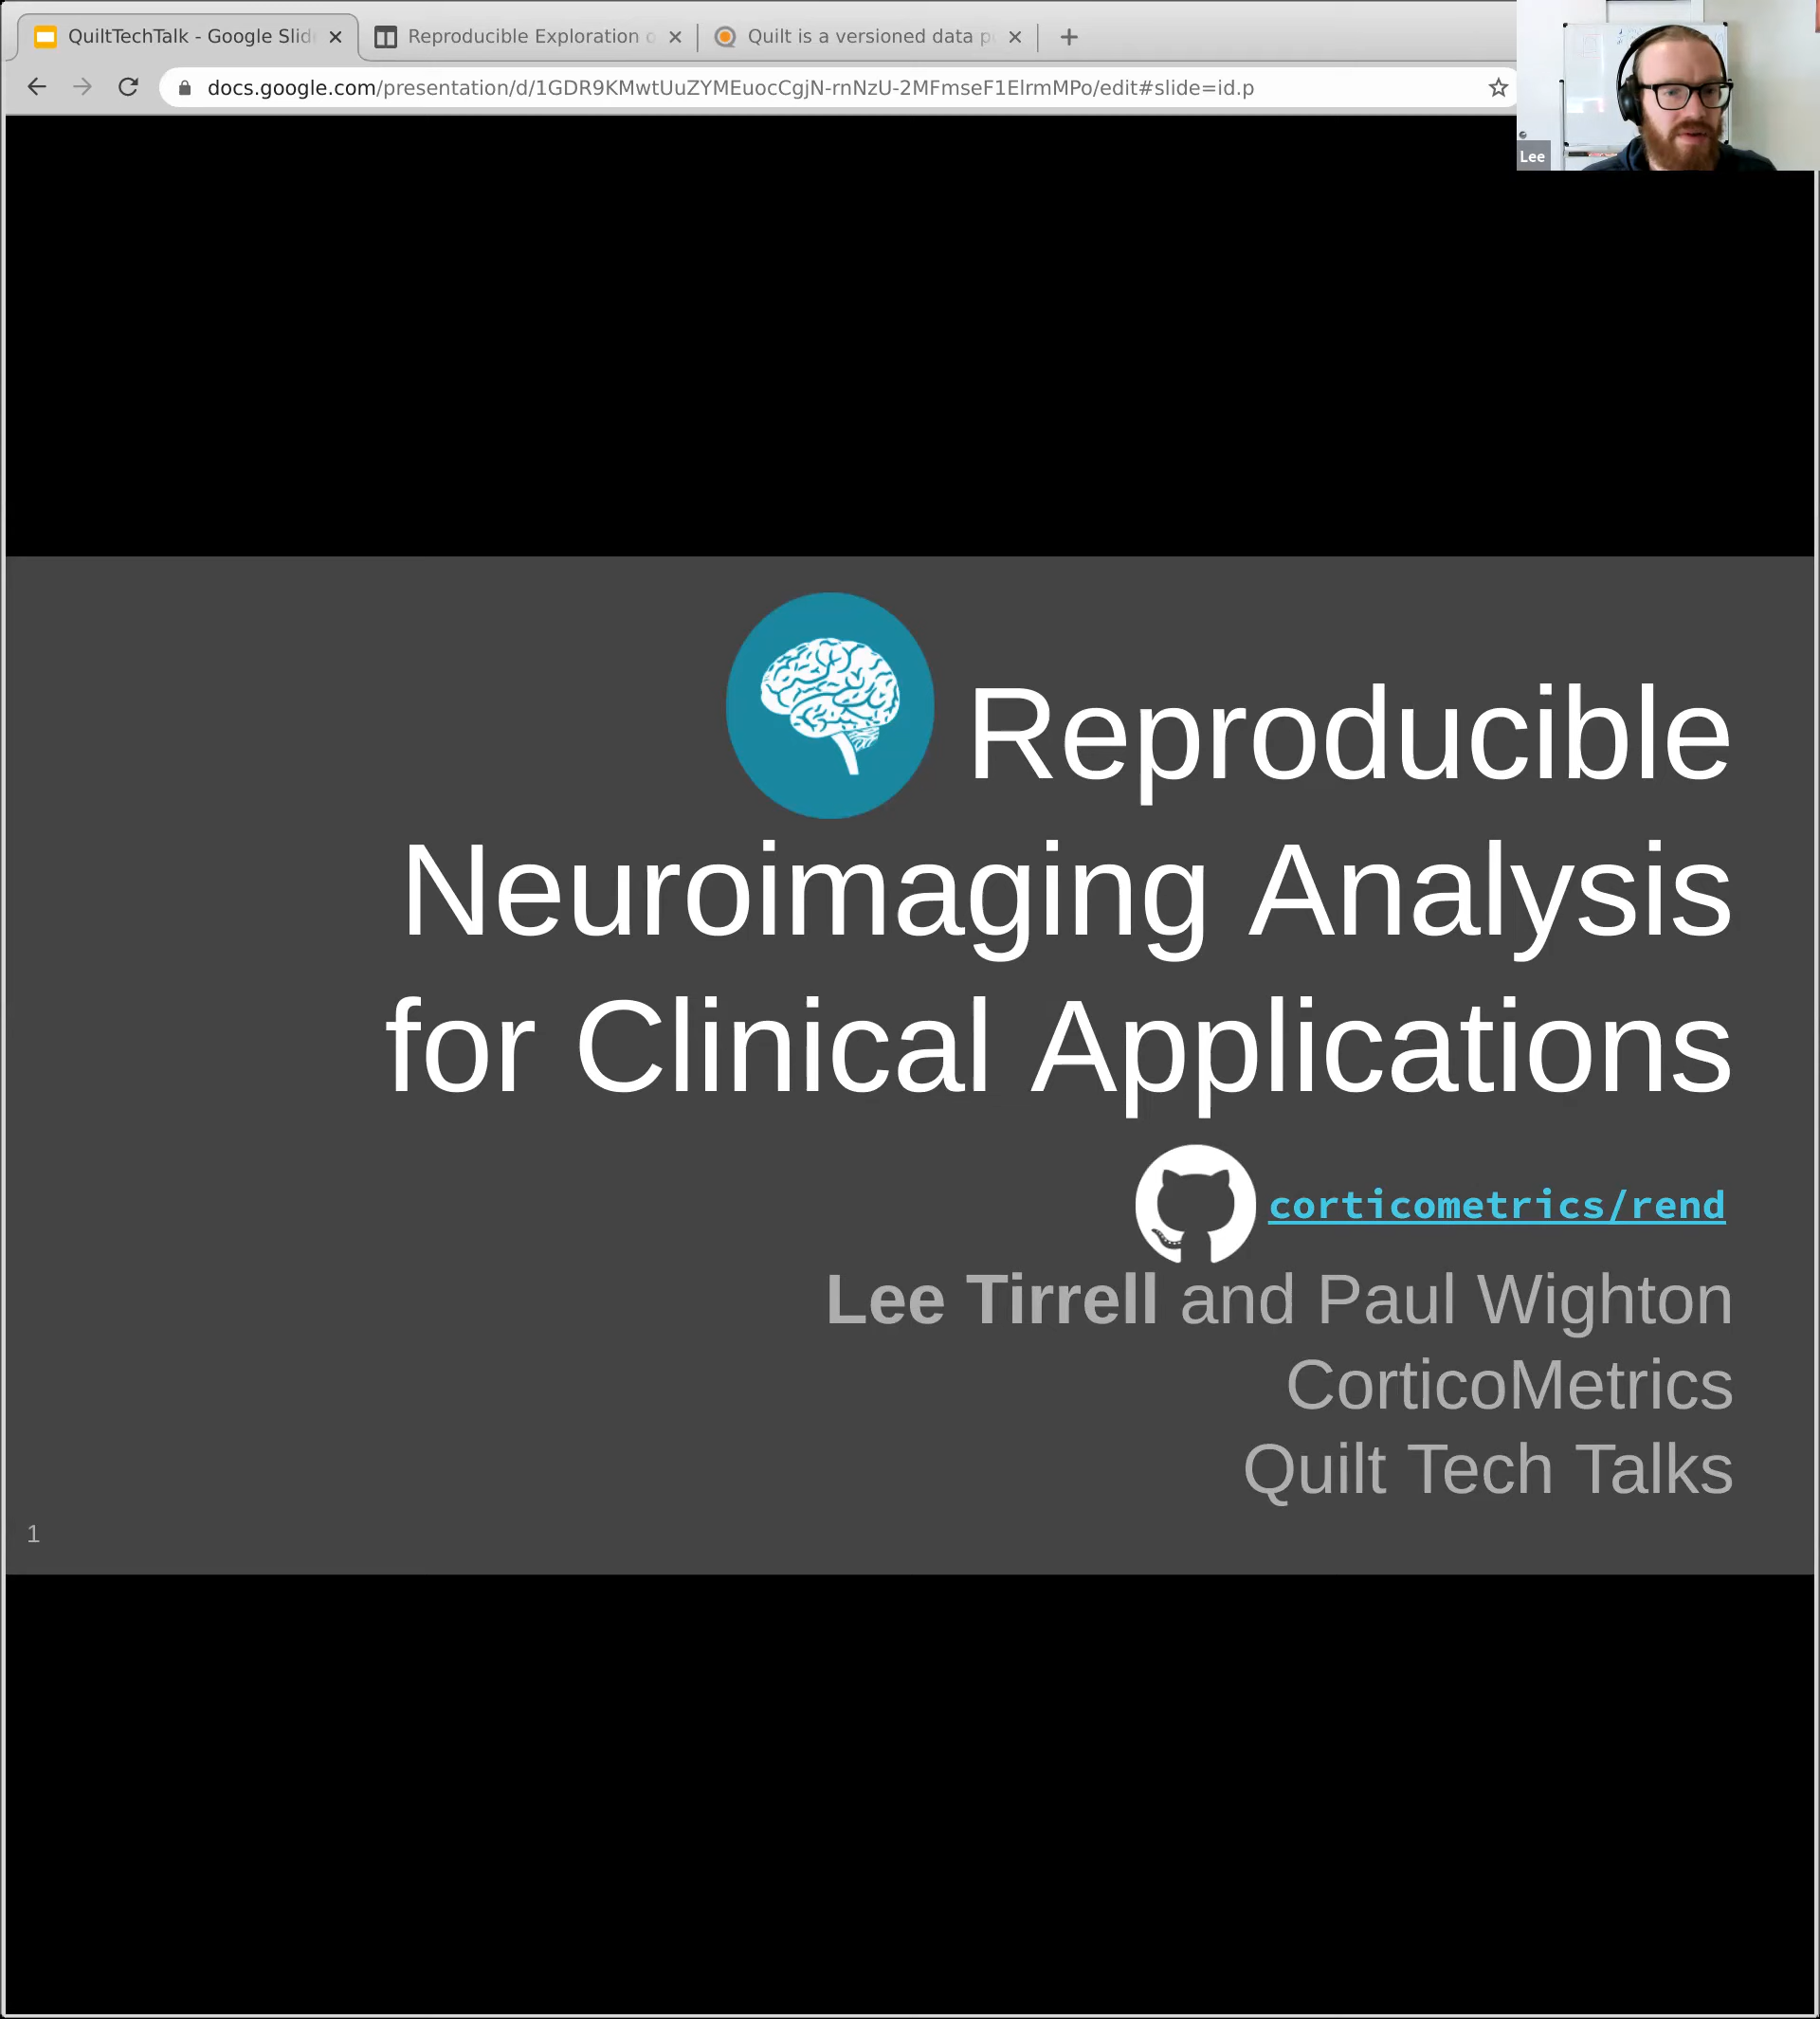 QuiltTechTalk - Google Slid
Reproducible Exploration o
Quilt is a versioned data p
docs.google.com/presentation/d/1GDR9KMwtUuZYMEuocCgjN-rnNzU-2MFmseF1ElrmMPo/edit#slide=id.p
Lee
Reproducible
Neuroimaging Analysis
for Clinical Applications
corticometrics/rend
Lee Tirrell and Paul Wighton
CorticoMetrics
Quilt Tech Talks
1